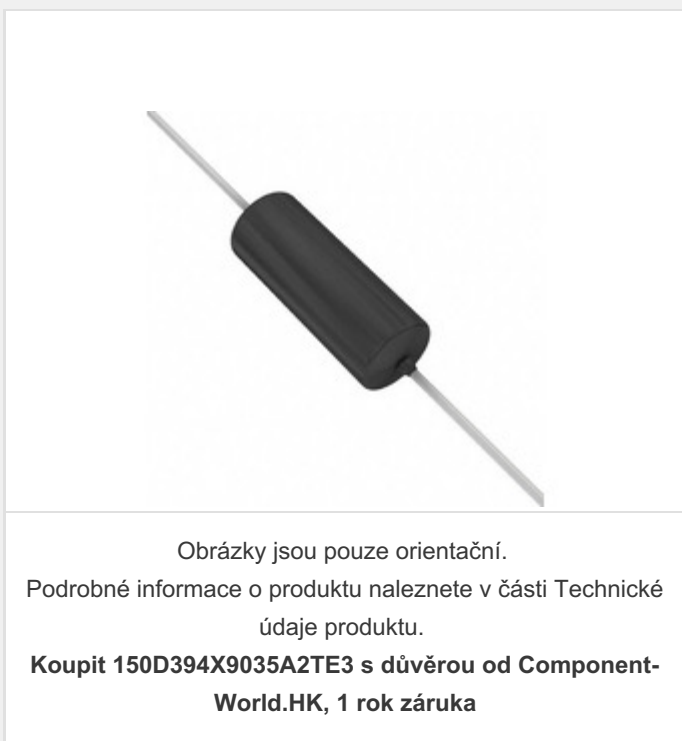 Obrázky jsou pouze orientační.
Podrobné informace o produktu naleznete v části Technické
údaje produktu.
Koupit 150D394X9035A2TE3 s důvěrou od Component-
World.HK, 1 rok záruka